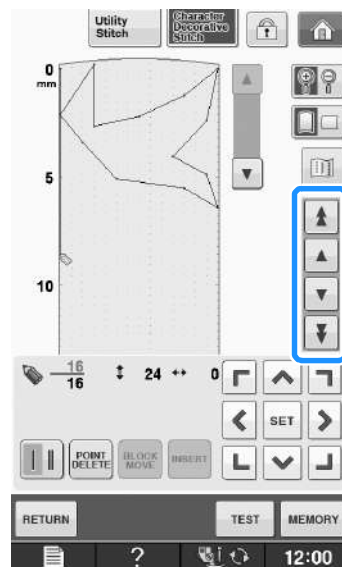 Utility
Stitch
Character
Decorative
Stitch
0
mm
5
10
16
16
24
0
SET
POINT
DELETE
BLOCK
MOVE
INSERT
RETURN
TEST
MEMORY
?
12:00